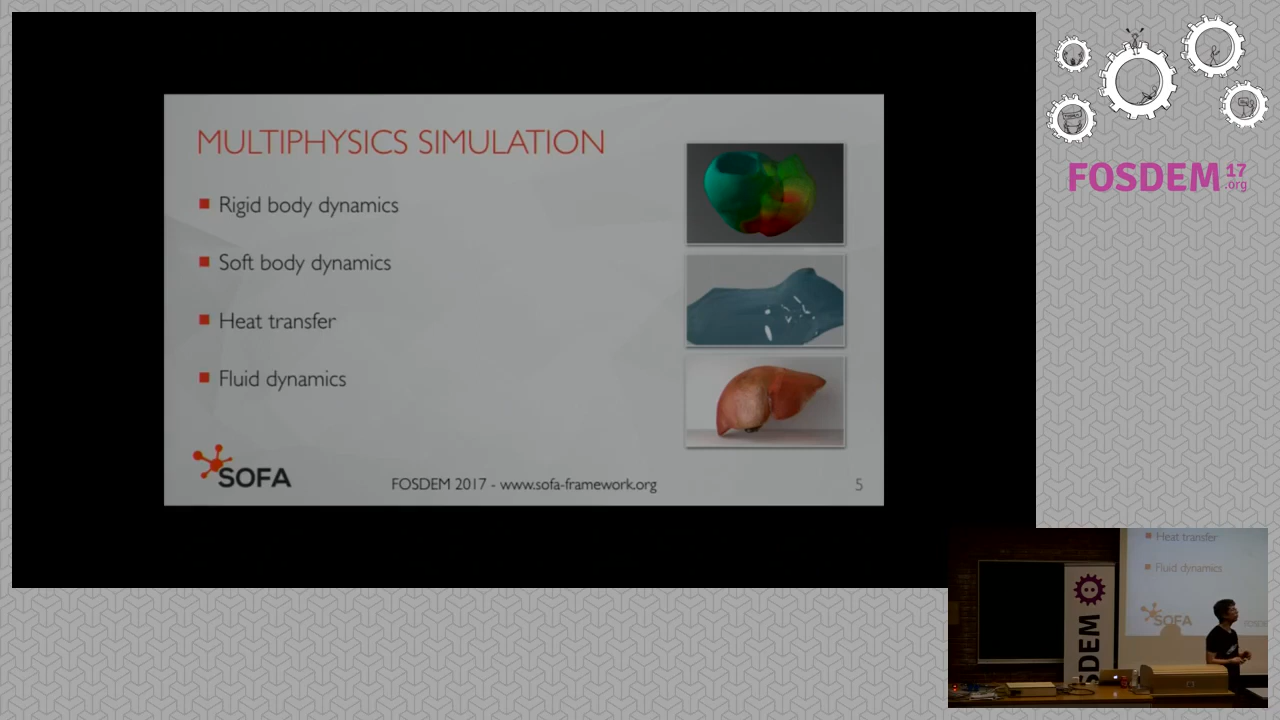 MULTIPHYSICS SIMULATION
Rigid body dynamics
Soft body dynamics
Heat transfer
Fluid dynamics
SOFA
FOSDEM 2017 - www.sofa-framework.org
5
FOSDEM 17
.org
Heat transfer
Fluid dynamics
SOFA
SDEM